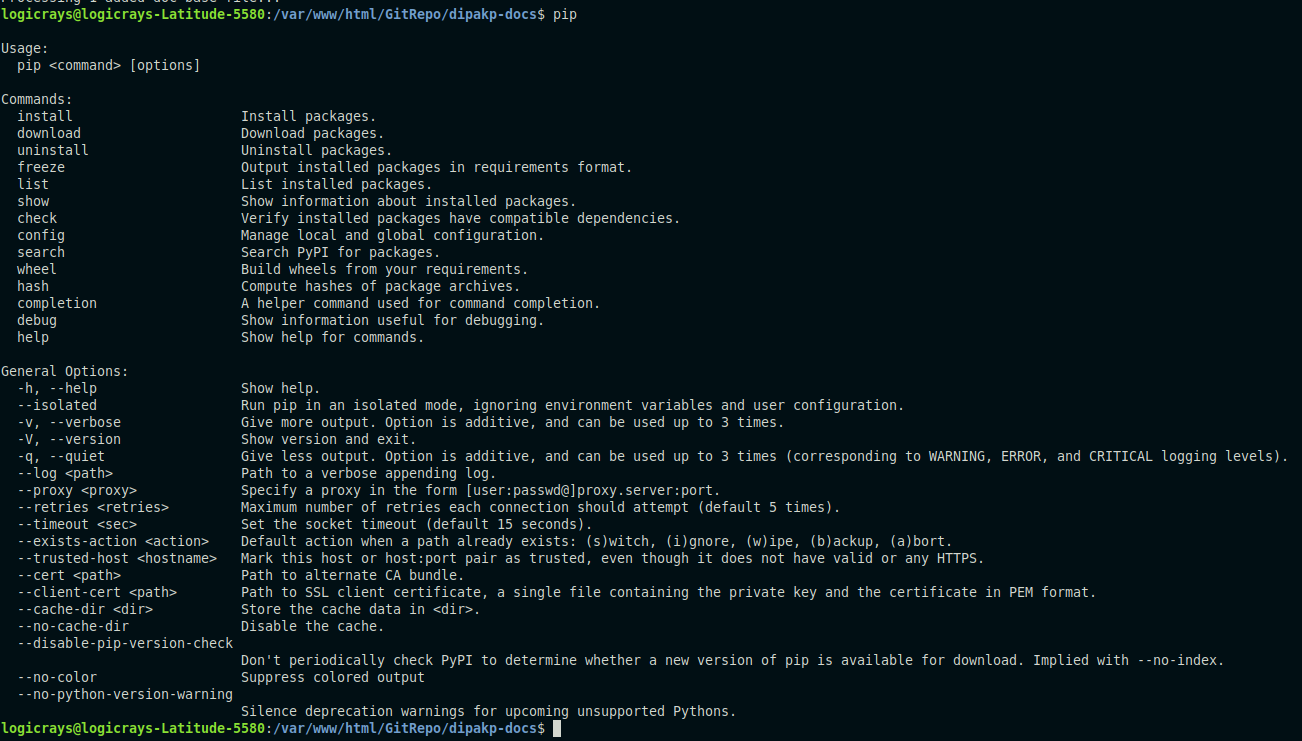 logicrays@logicrays-Latitude-5580:/var/www/html/GitRepo/dipakp-docs$ pip

Usage:
  pip <command> [options]

Commands:
  install                     Install packages.
  download                    Download packages.
  uninstall                   Uninstall packages.
  freeze                      Output installed packages in requirements format.
  list                        List installed packages.
  show                        Show information about installed packages.
  check                       Verify installed packages have compatible dependencies.
  config                      Manage local and global configuration.
  search                      Search PyPI for packages.
  wheel                       Build wheels from your requirements.
  hash                        Compute hashes of package archives.
  completion                  A helper command used for command completion.
  debug                       Show information useful for debugging.
  help                        Show help for commands.

General Options:
  -h, --help                  Show help.
  --isolated                  Run pip in an isolated mode, ignoring environment variables and user configuration.
  -v, --verbose               Give more output. Option is additive, and can be used up to 3 times.
  -V, --version               Show version and exit.
  -q, --quiet                 Give less output. Option is additive, and can be used up to 3 times (corresponding to WARNING, ERROR, and CRITICAL logging levels).
  --log <path>                Path to a verbose appending log.
  --proxy <proxy>             Specify a proxy in the form [user:passwd@]proxy.server:port.
  --retries <retries>         Maximum number of retries each connection should attempt (default 5 times).
  --timeout <sec>             Set the socket timeout (default 15 seconds).
  --exists-action <action>    Default action when a path already exists: (s)witch, (i)gnore, (w)ipe, (b)ackup, (a)bort.
  --trusted-host <hostname>   Mark this host or host:port pair as trusted, even though it does not have valid or any HTTPS.
  --cert <path>               Path to alternate CA bundle.
  --client-cert <path>        Path to SSL client certificate, a single file containing the private key and the certificate in PEM format.
  --cache-dir <dir>           Store the cache data in <dir>.
  --no-cache-dir              Disable the cache.
  --disable-pip-version-check
                              Don't periodically check PyPI to determine whether a new version of pip is available for download. Implied with --no-index.
  --no-color                  Suppress colored output
  --no-python-version-warning
                              Silence deprecation warnings for upcoming unsupported Pythons.
logicrays@logicrays-Latitude-5580:/var/www/html/GitRepo/dipakp-docs$